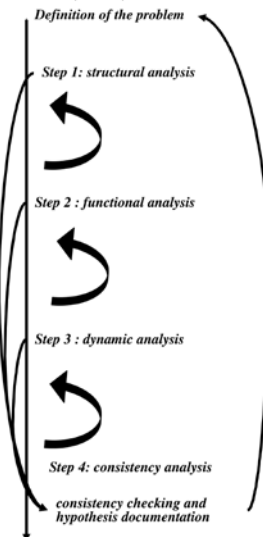 Definition of the problem
Step 1: structural analysis
Step 2 : functional analysis
Step 3 : dynamic analysis
Step 4: consistency analysis
consistency checking and
hypothesis documentation